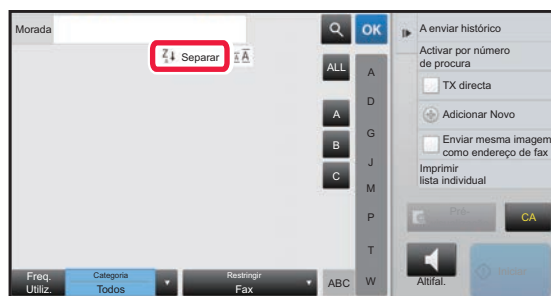 Morada
OK
Separar
ALL
A
B
C
A
D
G
J
M
P
T
W
ABC
Freq.
Utiliz.
Categoria
Todos
Restringir
Fax
A enviar histórico
Activar por número
de procura
TX directa
Adicionar Novo
Enviar mesma imagem
como endereço de fax
Imprimir
lista individual
CA
Altifal.